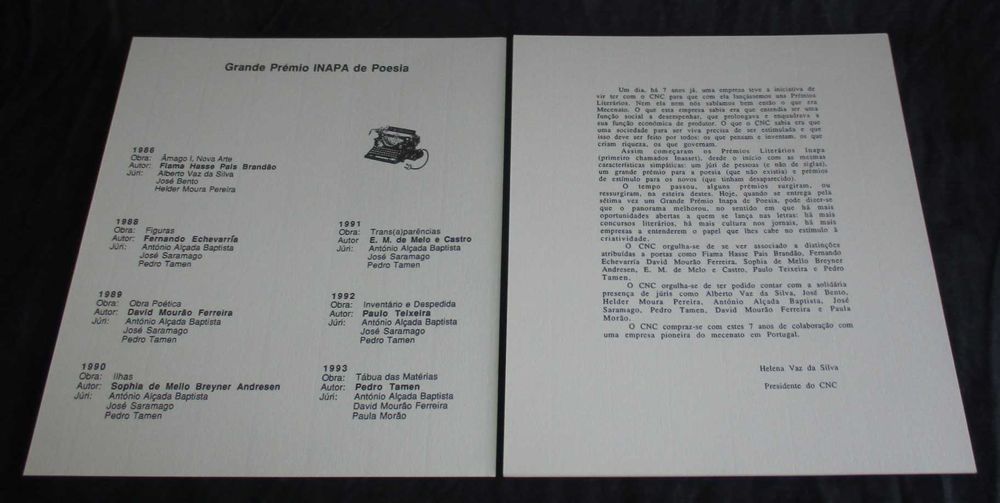 Grande Prémio INAPA de Poesia
1986
Obra: Âmago I, Nova Arte
Autor: Fiama Hasse Pais Brandão
Júri: Alberto Vaz da Silva
José Bento
Helder Moura Pereira
1988
Obra: Figuras
Autor: Fernando Echevarría
Júri: António Alçada Baptista
José Saramago
Pedro Tamen
1989
Obra: Obra Poética
Autor: David Mourão Ferreira
Júri: António Alçada Baptista
José Saramago
Pedro Tamen
1990
Obra: Ilhas
Autor: Sophia de Mello Breyner Andresen
Júri: António Alçada Baptista
José Saramago
Pedro Tamen
1991
Obra: Trans(a)parências
Autor E. M. de Melo e Castro
Júri: António Alçada Baptista
José Saramago
Pedro Tamen
1992
Obra: Inventário e Despedida
Autor: Paulo Teixeira
Júri: António Alçada Baptista
José Saramago
Pedro Tamen
1993
Obra: Tábua das Matérias
Autor: Pedro Tamen
Júri: António Alçada Baptista
David Mourão Ferreira
Paula Morão
Um dia, há 7 anos já, uma empresa teve a iniciativa de
vir ter com o CNC para que com ela lançássemos uns Prémios
Literários. Nem ela nem nós sabíamos bem então o que era
Mecenato. O que esta empresa sabia era que entendia ser uma
função social a desempenhar, que prolongava e enquadrava a
sua função económica de produtor. O que o CNC sabia era que
uma sociedade para ser viva precisa de ser estimulada e que
isso deve ser feito por todos: os que pensam e inventam, os que
criam riqueza, os que governam.
Assim começaram os Prémios Literários Inapa
(primeiro chamados Inasset), desde o início com as mesmas
características simpáticas: um júri de pessoas (e não de siglas),
um grande prémio para a poesia (que não existia) e prémios
de estímulo para os novos (que tinham desaparecido).
O tempo passou, alguns prémios surgiram, ou
ressurgiram, na esteira destes. Hoje, quando se entrega pela
sétima vez um Grande Prémio Inapa de Poesia, pode dizer-se
que o panorama melhorou, no sentido em que há mais
oportunidades abertas a quem se lança nas letras: há mais
concursos literários, há mais cultura nos jornais, há mais
empresas a entenderem o papel que lhes cabe no estímulo à
criatividade.
O CNC orgulha-se de se ver associado a distinções
atribuídas a poetas como Fiama Hasse Pais Brandão, Fernando
Echevarría David Mourão Ferreira, Sophia de Mello Breyner
Andresen, E. M. de Melo e Castro, Paulo Teixeira e Pedro
Tamen.
O CNC orgulha-se de ter podido contar com a solidária
presença de júris como Alberto Vaz da Silva, José Bento,
Helder Moura Pereira, António Alçada Baptista, José
Saramago, Pedro Tamen, David Mourão Ferreira e Paula
Morão.
O CNC compraz-se com estes 7 anos de colaboração com
uma empresa pioneira do mecenato em Portugal.
Helena Vaz da Silva
Presidente do CNC